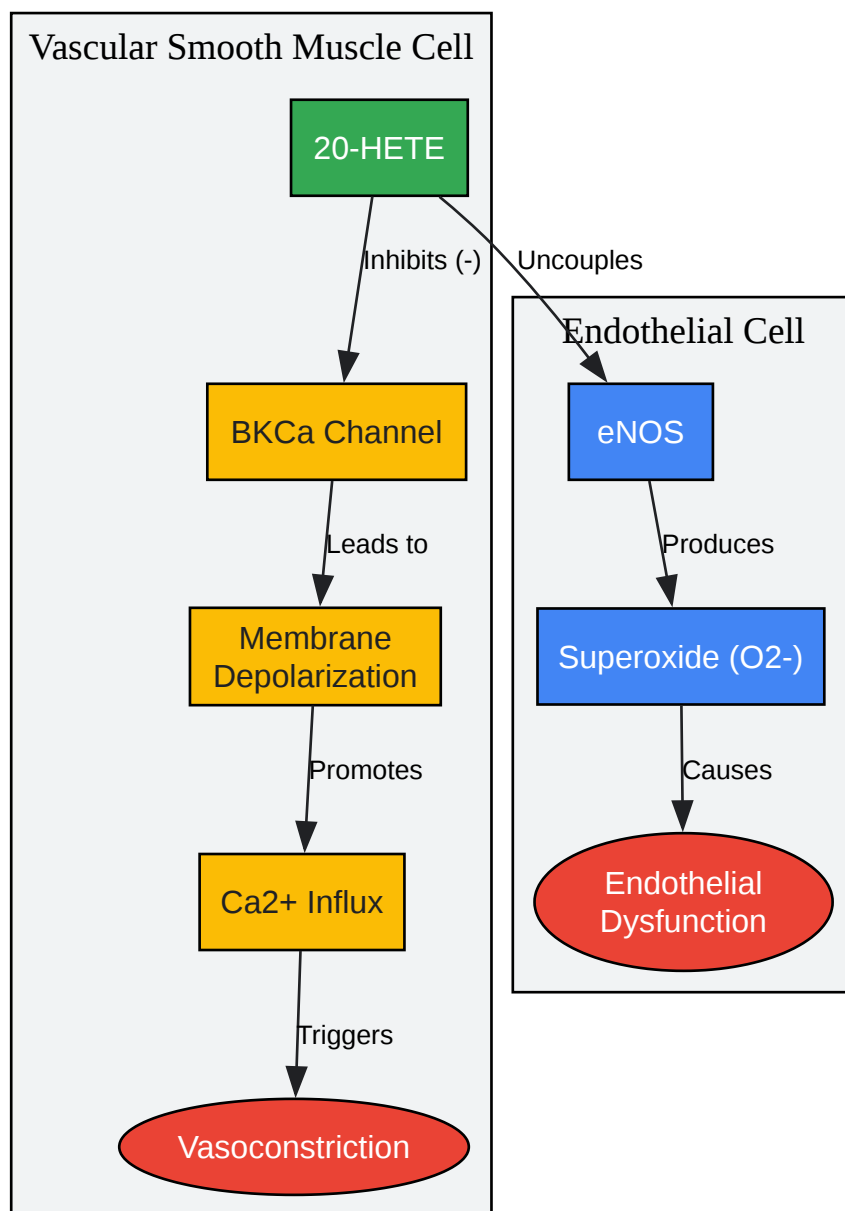 Vascular Smooth Muscle Cell
20-HETE
Inhibits (-)
Uncouples
Endothelial Cell
BKCa Channel
eNOS
Leads to
Produces
Membrane
Depolarization
Superoxide (O2-)
Promotes
Causes
Ca2+ Influx
Endothelial
Dysfunction
Triggers
Vasoconstriction